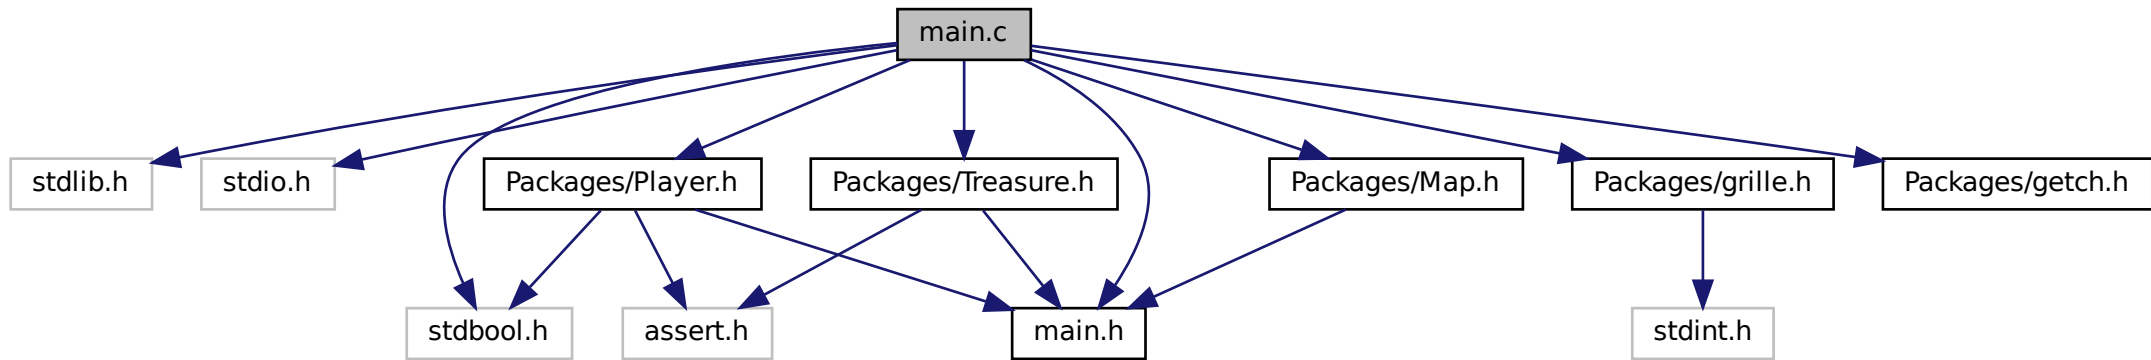 main.c
stdlib.h
stdio.h
Packages/Player.h
Packages/Treasure.h
Packages/Map.h
Packages/grille.h
Packages/getch.h
stdbool.h
assert.h
main.h
stdint.h